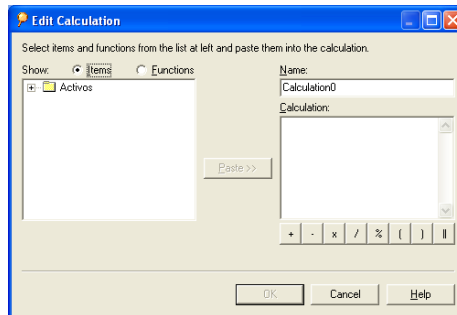 Edit Calculation
Select items and functions from the list at left and paste them into the calculation.
Show: Items Functions
Activos
Name:
Calculation0
Calculation:
Paste >>
+ - x / % ( ) ||
OK Cancel Help